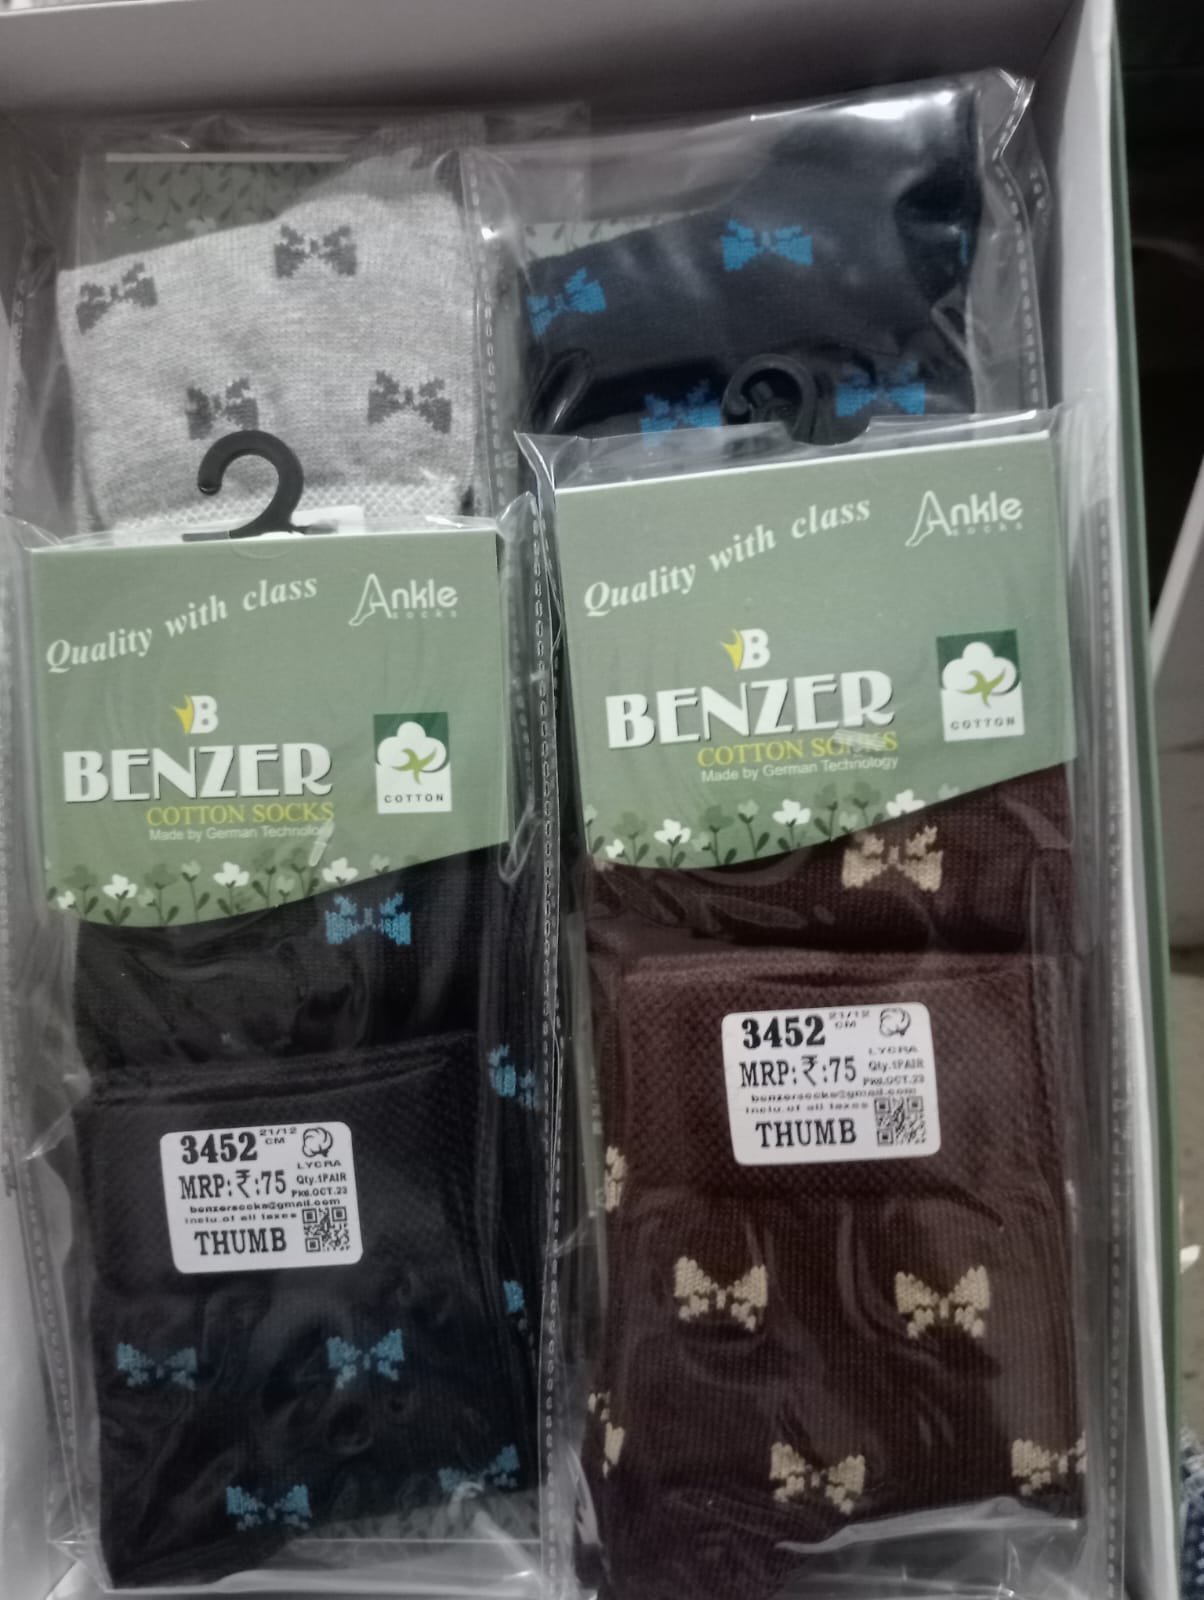 Quality with class
Ankle
SOCKS
B
BENZER
COTTON SOCKS
Made by German Technology
COTTON
3452 21/12 CM
LYCRA
MRP:₹:75 Qty.1PAIR
Pkd.OCT.23
benzersocks@gmail.com
inclu.of all taxes
THUMB
Quality with class
Ankle
SOCKS
B
BENZER
COTTON SOCKS
Made by German Technology
COTTON
3452 21/12 CM
LYCRA
MRP:₹:75 Qty.1PAIR
Pkd.OCT.23
benzersocks@gmail.com
inclu.of all taxes
THUMB